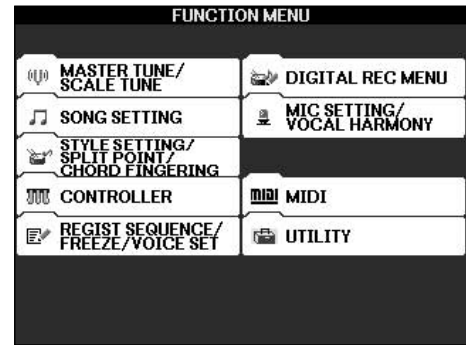 FUNCTION MENU
MASTER TUNE/
SCALE TUNE
SONG SETTING
STYLE SETTING/
SPLIT POINT/
CHORD FINGERING
CONTROLLER
REGIST SEQUENCE/
FREEZE/VOICE SET
DIGITAL REC MENU
MIC SETTING/
VOCAL HARMONY
MIDI MIDI
UTILITY